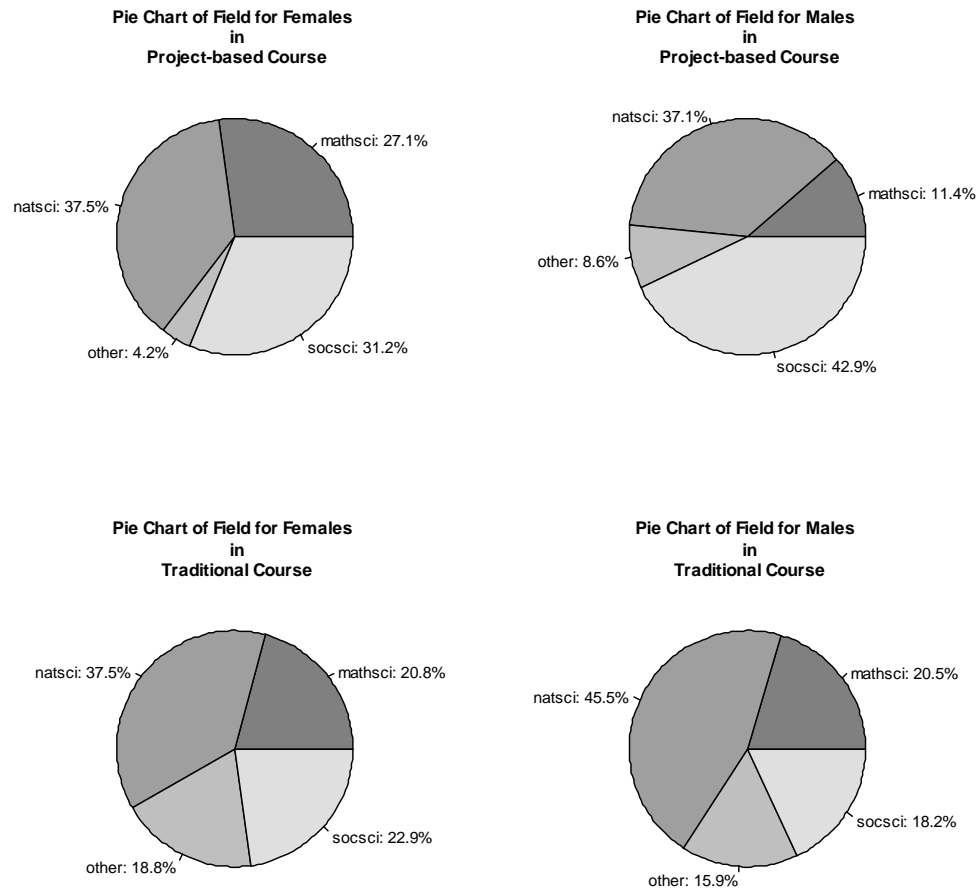 Pie Chart of Field for Females
in
Project-based Course
mathsci: 27.1%
natsci: 37.5%
other: 4.2%
socsci: 31.2%
Pie Chart of Field for Males
in
Project-based Course
natsci: 37.1%
mathsci: 11.4%
other: 8.6%
socsci: 42.9%
Pie Chart of Field for Females
in
Traditional Course
natsci: 37.5%
mathsci: 20.8%
socsci: 22.9%
other: 18.8%
Pie Chart of Field for Males
in
Traditional Course
mathsci: 20.5%
natsci: 45.5%
socsci: 18.2%
other: 15.9%